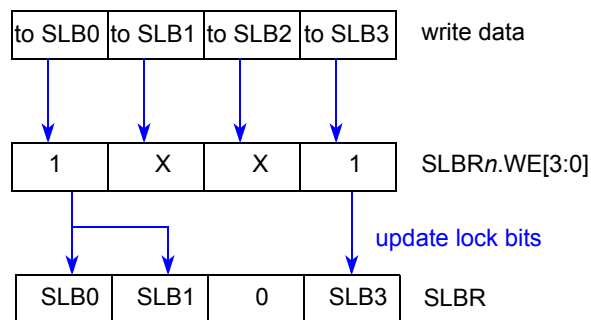 to SLB0 to SLB1 to SLB2 to SLB3 write data
1 X X 1 SLBRn.WE[3:0]
update lock bits
SLB0 SLB1 0 SLB3 SLBR